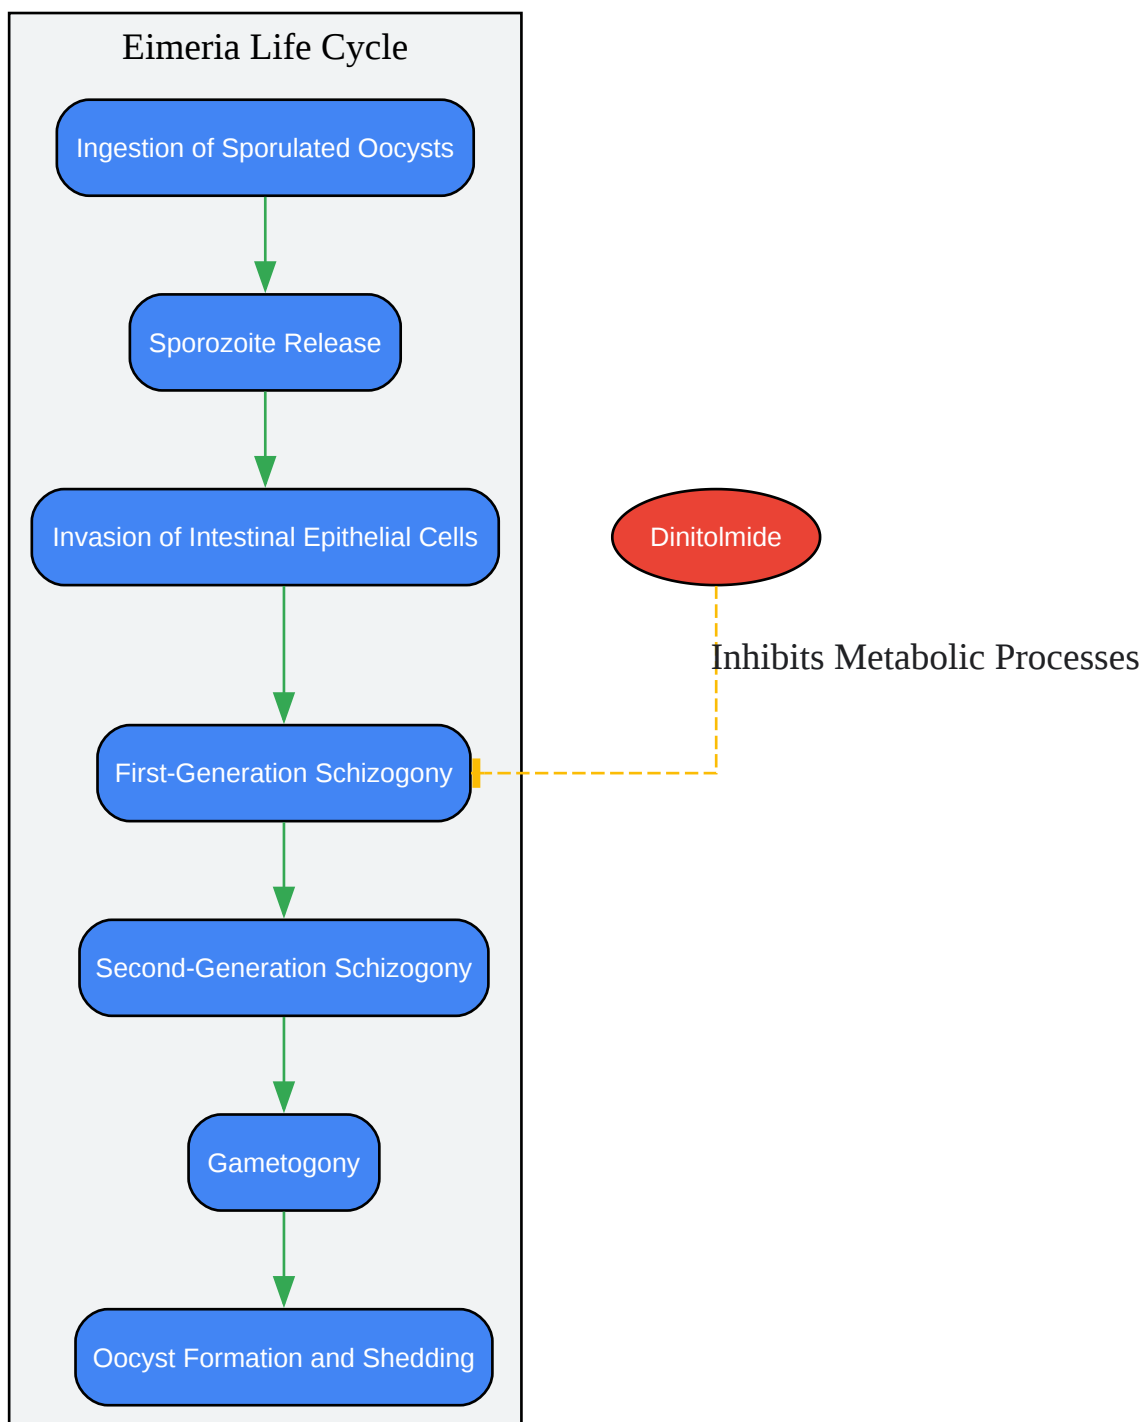 Eimeria Life Cycle
Ingestion of Sporulated Oocysts
Sporozoite Release
Invasion of Intestinal Epithelial Cells
Dinitolmide
Inhibits Metabolic Processes
First-Generation Schizogony
Second-Generation Schizogony
Gametogony
Oocyst Formation and Shedding